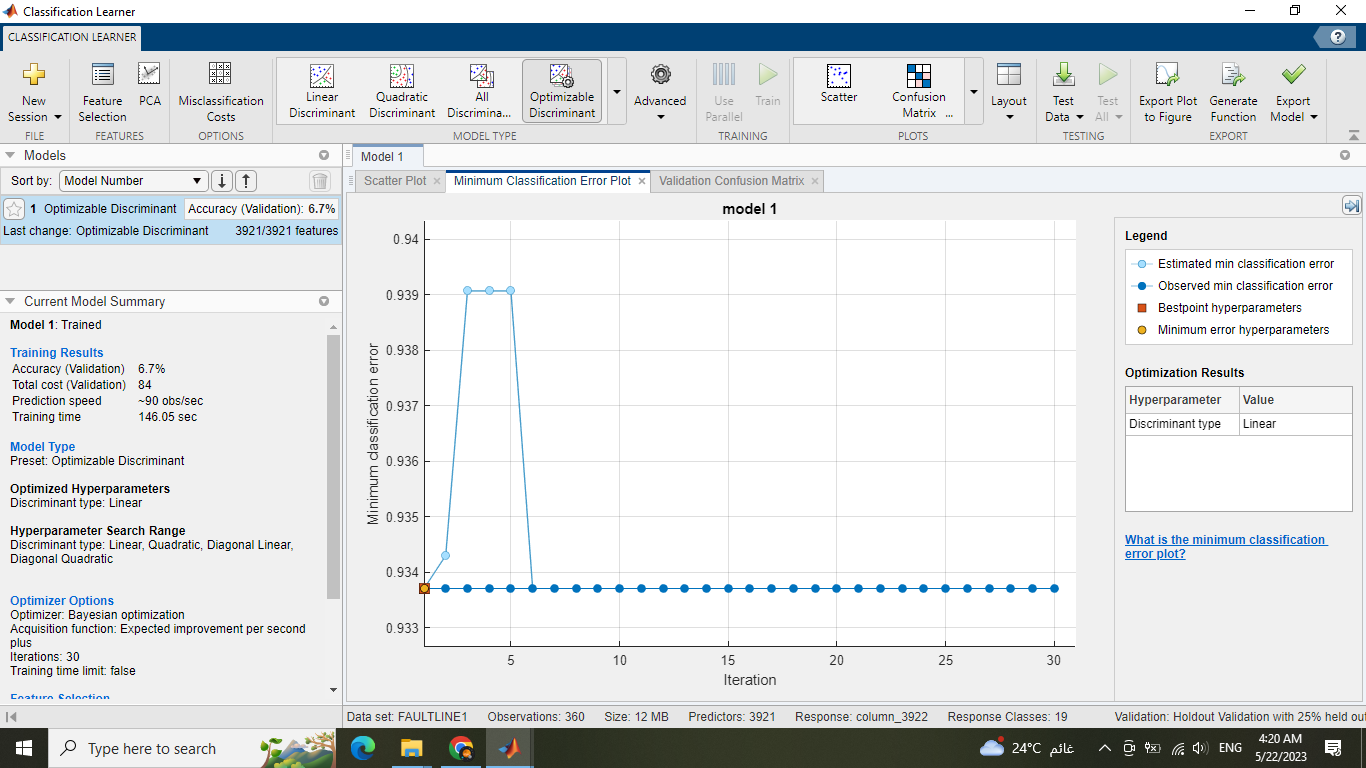 Classification Learner
CLASSIFICATION LEARNER
?
New
Session
FILE
Feature
Selection
PCA
FEATURES
Misclassification
Costs
OPTIONS
Linear
Discriminant
Quadratic
Discriminant
All
Discrimina...
Optimizable
Discriminant
Advanced
MODEL TYPE
Use
Parallel
Train
TRAINING
Scatter
Confusion
Matrix ...
Layout
PLOTS
Test
Data
Test
All
TESTING
Export Plot
to Figure
Generate
Function
Export
Model
EXPORT
Models
Sort by: Model Number
1 Optimizable Discriminant Accuracy (Validation): 6.7%
Last change: Optimizable Discriminant 3921/3921 features
Current Model Summary
Model 1: Trained
Training Results
Accuracy (Validation) 6.7%
Total cost (Validation) 84
Prediction speed ~90 obs/sec
Training time 146.05 sec
Model Type
Preset: Optimizable Discriminant
Optimized Hyperparameters
Discriminant type: Linear
Hyperparameter Search Range
Discriminant type: Linear, Quadratic, Diagonal Linear,
Diagonal Quadratic
Optimizer Options
Optimizer: Bayesian optimization
Acquisition function: Expected improvement per second
plus
Iterations: 30
Training time limit: false
Feature Selection
Model 1
Scatter Plot Minimum Classification Error Plot Validation Confusion Matrix
model 1
Minimum classification error
0.94
0.939
0.938
0.937
0.936
0.935
0.934
0.933
5 10 15 20 25 30
Iteration
Legend
Estimated min classification error
Observed min classification error
Bestpoint hyperparameters
Minimum error hyperparameters
Optimization Results
Hyperparameter Value
Discriminant type Linear
What is the minimum classification
error plot?
Data set: FAULTLINE1 Observations: 360 Size: 12 MB Predictors: 3921 Response: column_3922 Response Classes: 19 Validation: Holdout Validation with 25% held out
Type here to search
24°C غائم
ENG
4:20 AM
5/22/2023